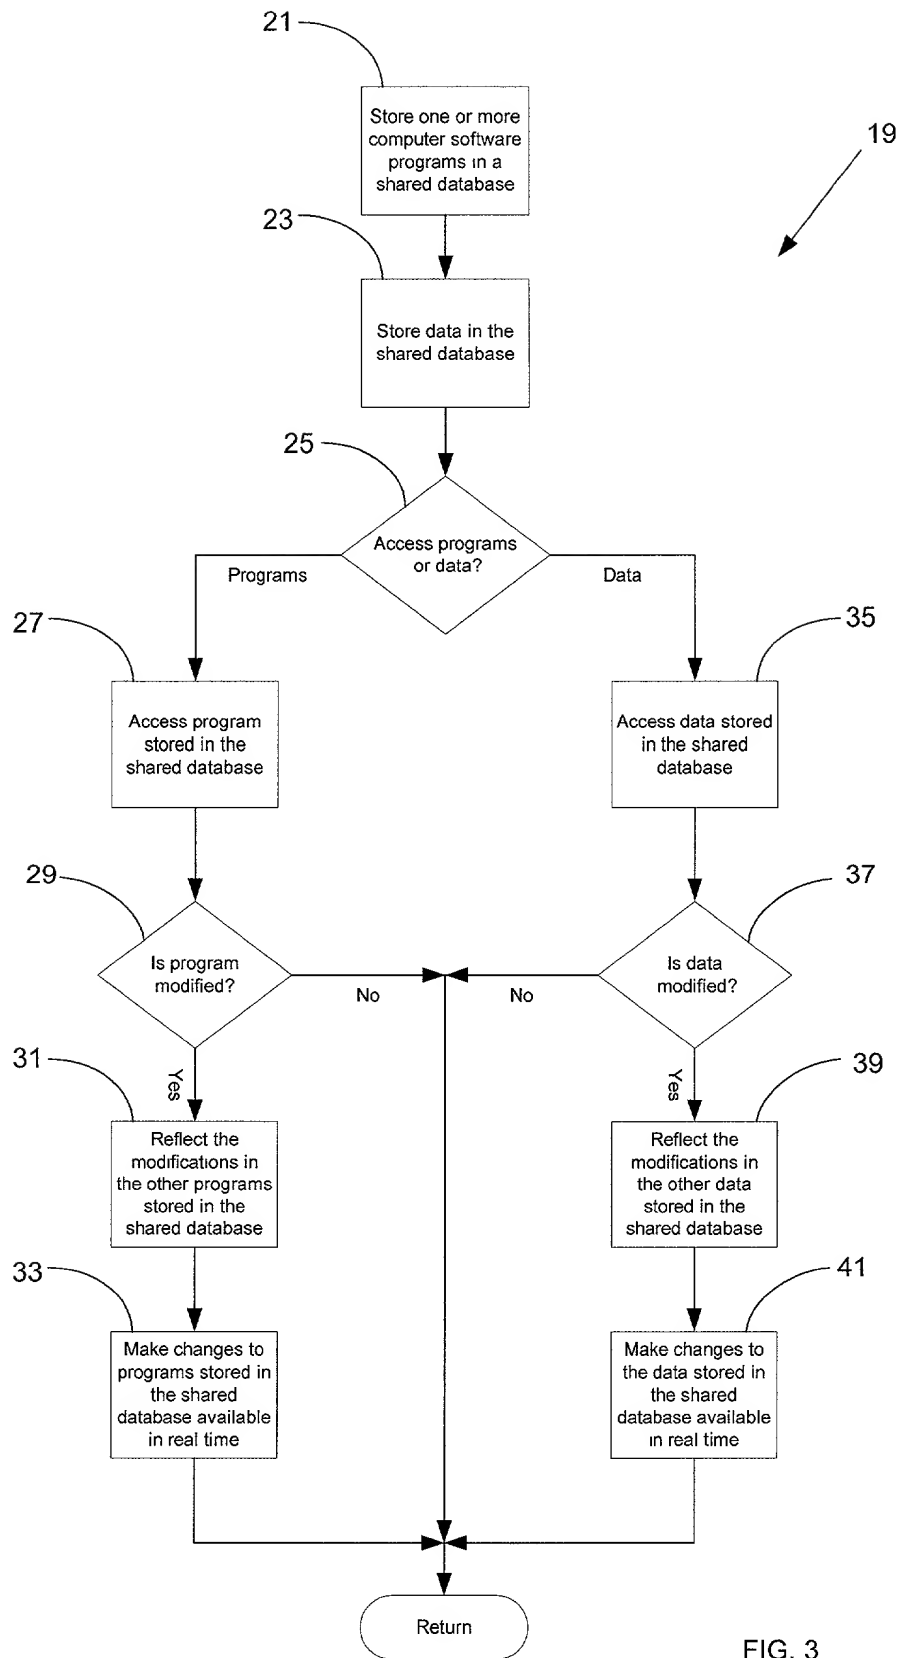 21
Store one or more
computer software
programs in a
shared database
19
23
Store data in the
shared database
25
Access programs
or data?
Programs
Data
27
Access program
stored in the
shared database
35
Access data stored
in the shared
database
29
Is program
modified?
No
37
Is data
modified?
No
Yes
Yes
31
Reflect the
modifications in
the other programs
stored in the
shared database
39
Reflect the
modifications in
the other data
stored in the
shared database
33
Make changes to
programs stored in
the shared
database available
in real time
41
Make changes to
the data stored in
the shared
database available
in real time
Return
FIG. 3